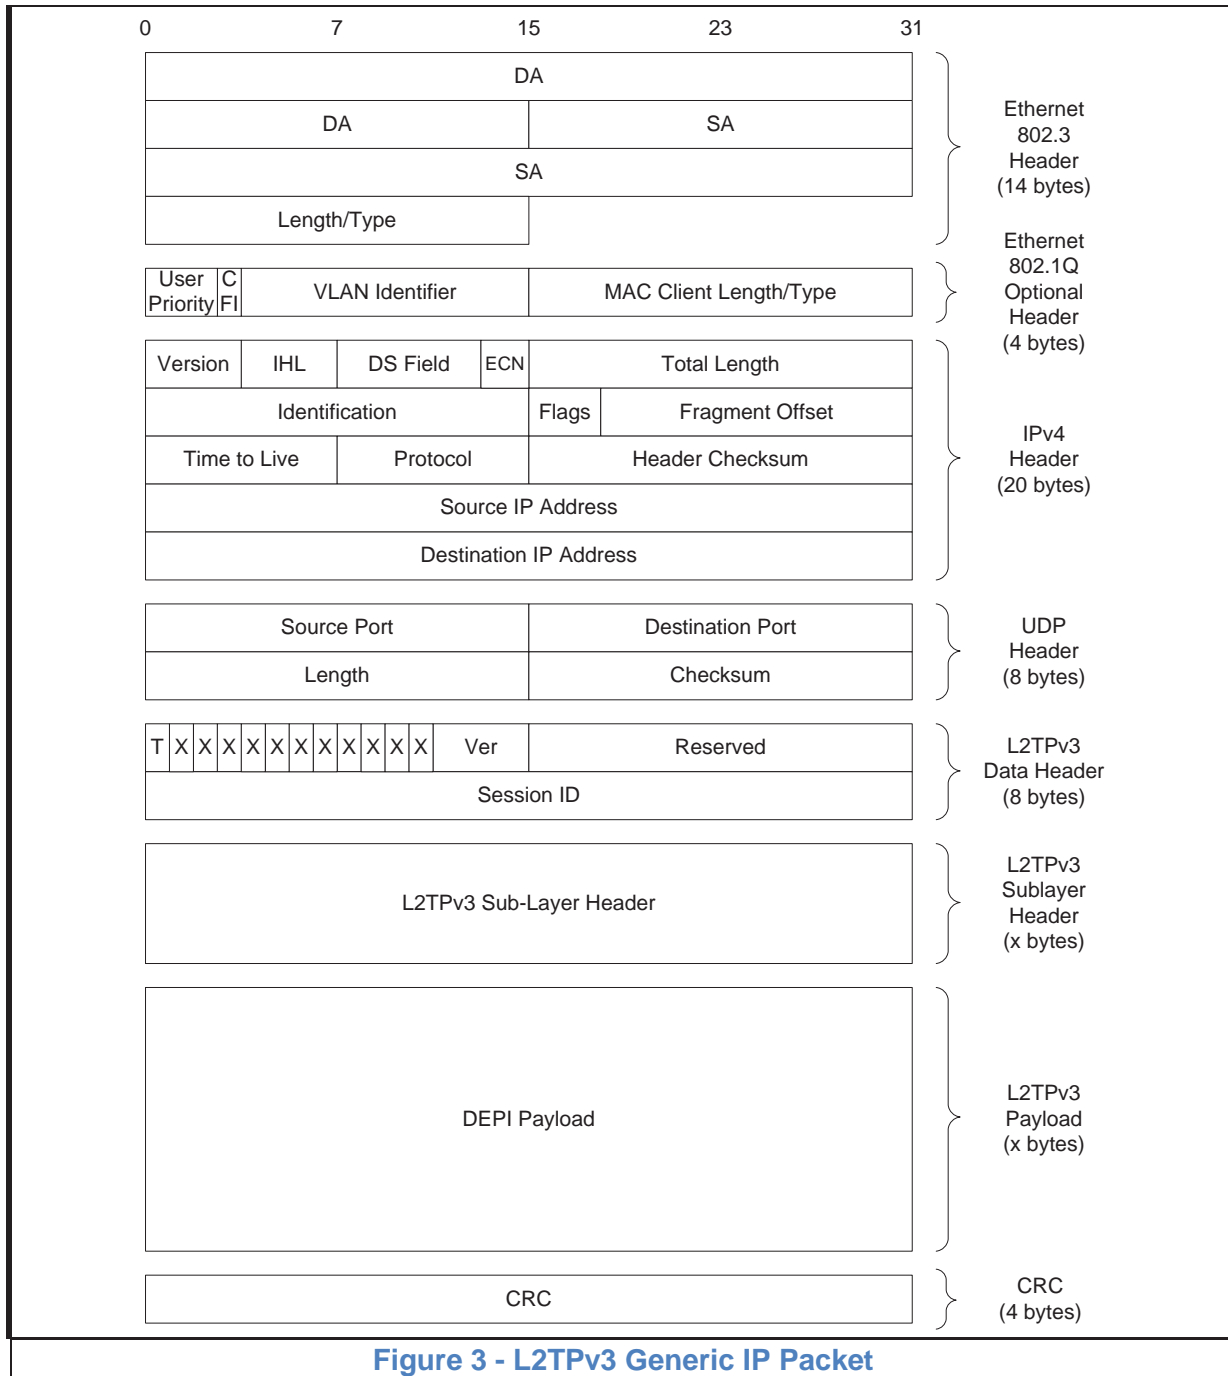 0 7 15 23 31
DA
DA SA
SA
Length/Type
Ethernet
802.3
Header
(14 bytes)
User
Priority
C
FI
VLAN Identifier MAC Client Length/Type
Ethernet
802.1Q
Optional
Header
(4 bytes)
Version IHL DS Field ECN Total Length
Identification Flags Fragment Offset
Time to Live Protocol Header Checksum
Source IP Address
Destination IP Address
IPv4
Header
(20 bytes)
Source Port Destination Port
Length Checksum
UDP
Header
(8 bytes)
T X X X X X X X X X X X Ver Reserved
Session ID
L2TPv3
Data Header
(8 bytes)
L2TPv3 Sub-Layer Header
L2TPv3
Sublayer
Header
(x bytes)
DEPI Payload
L2TPv3
Payload
(x bytes)
CRC
CRC
(4 bytes)
Figure 3 - L2TPv3 Generic IP Packet